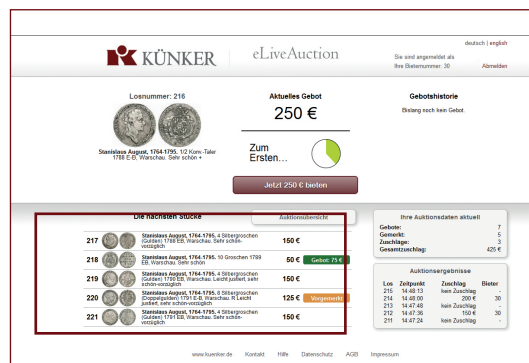 deutsch | english
KÜNKER
eLiveAuction
Sie sind angemeldet als
Ihre Bieternummer: 30
Abmelden
Losnummer: 216
Stanislaus August, 1764-1795. 1/2 Konv.-Taler
1788 E-B, Warschau. Sehr schön +
Aktuelles Gebot
250 €
Zum
Ersten...
Gebotshistorie
Bislang noch kein Gebot.
Jetzt 250 € bieten
Die nächsten Stücke
Auktionsübersicht
217
Stanislaus August, 1764-1795. 4 Silbergroschen
(Gulden) 1788 EB, Warschau. Sehr schön-
vorzüglich
150 €
218
Stanislaus August, 1764-1795. 10 Groschen 1789
EB, Warschau. Sehr schön
50 €
Gebot: 75 €
219
Stanislaus August, 1764-1795. 4 Silbergroschen
(Gulden) 1790 EB, Warschau. Leicht justiert, sehr
schön-vorzüglich
150 €
220
Stanislaus August, 1764-1795. 8 Silbergroschen
(Doppelgulden) 1791 E-B, Warschau. R Leicht
justiert, sehr schön-vorzüglich
125 €
Vorgemerkt
221
Stanislaus August, 1764-1795. 4 Silbergroschen
(Gulden) 1791 EB, Warschau. Sehr schön-
vorzüglich
150 €
Ihre Auktionsdaten aktuell
Gebote: 7
Gemerkt: 5
Zuschläge: 3
Gesamtzuschlag: 425 €
Auktionsergebnisse
Los Zeitpunkt Zuschlag Bieter
215 14:48:13 kein Zuschlag -
214 14:48:00 200 € 30
213 14:47:48 kein Zuschlag -
212 14:47:36 150 € 30
211 14:47:24 kein Zuschlag -
www.kuenker.de Kontakt Hilfe Datenschutz AGB Impressum